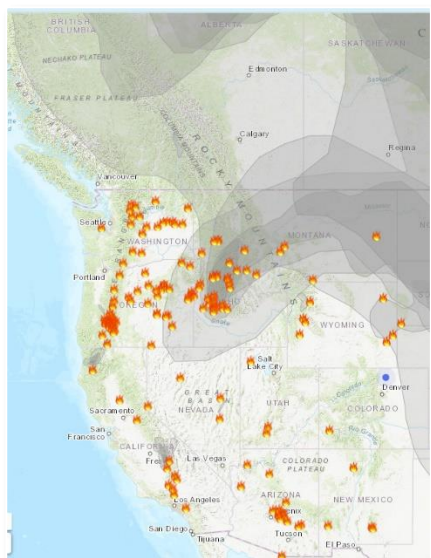 BRITISH
COLUMBIA
ALBERTA
SASKATCHEWAN
NECHAKO PLATEAU
Edmonton
FRASER PLATEAU
Calgary
Regina
ROCKY MOUNTAINS
Vancouver
Seattle
WASHINGTON
MONTANA
Portland
OREGON
WYOMING
Salt
Lake City
GREAT
BASIN
NEVADA
UTAH
Denver
COLORADO
Sacramento
San
Francisco
CALIFORNIA
Las Vegas
COLORADO
PLATEAU
Los Angeles
ARIZONA
NEW MEXICO
San Diego
Tijuana
Tucson
El Paso